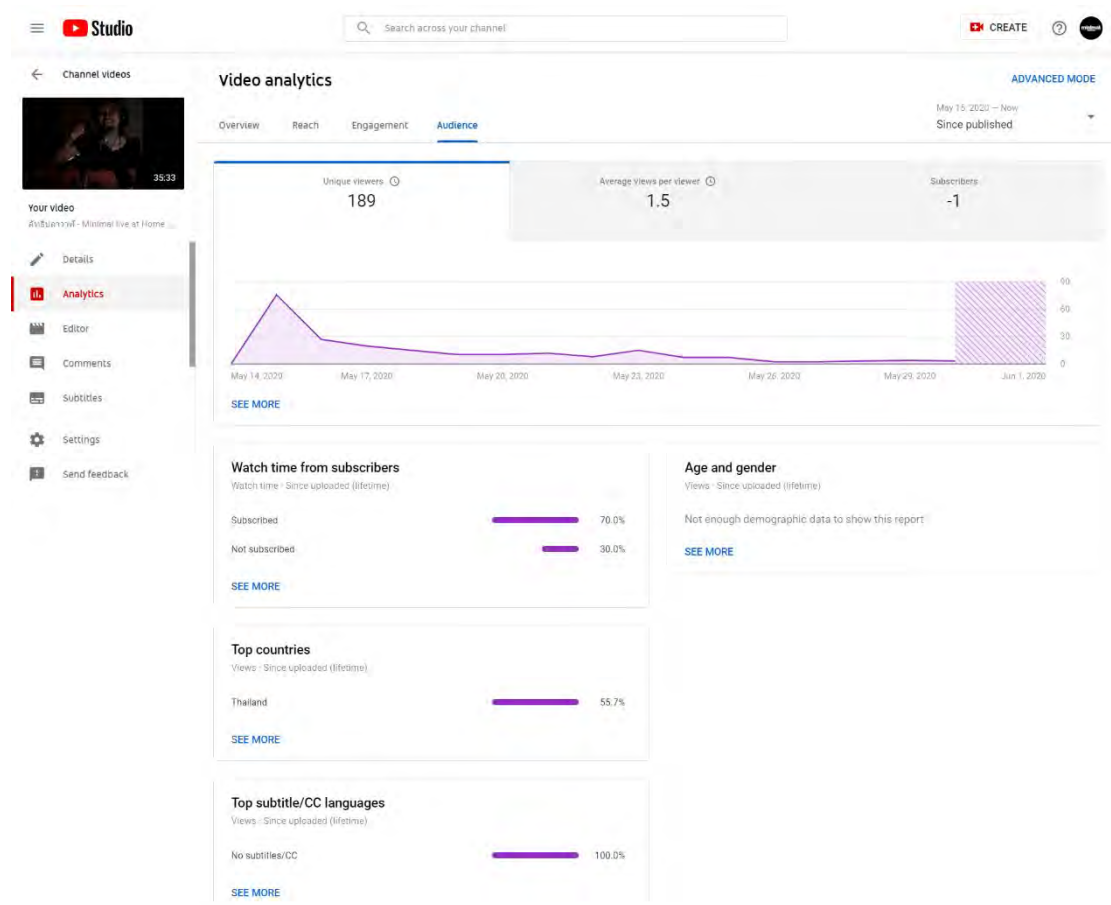 Studio
Search across your channel
CREATE
Channel videos
35:33
Your video
- Minimal live at Home ...
Details
Analytics
Editor
Comments
Subtitles
Settings
Send feedback
Video analytics
ADVANCED MODE
Overview Reach Engagement Audience
May 15, 2020 – Now
Since published
Unique viewers
189
Average views per viewer
1.5
Subscribers
-1
90
60
30
0
May 14, 2020 May 17, 2020 May 20, 2020 May 23, 2020 May 26, 2020 May 29, 2020 Jun 1, 2020
SEE MORE
Watch time from subscribers
Watch time · Since uploaded (lifetime)
Subscribed 70.0%
Not subscribed 30.0%
SEE MORE
Age and gender
Views · Since uploaded (lifetime)
Not enough demographic data to show this report
SEE MORE
Top countries
Views · Since uploaded (lifetime)
Thailand 55.7%
SEE MORE
Top subtitle/CC languages
Views · Since uploaded (lifetime)
No subtitles/CC 100.0%
SEE MORE